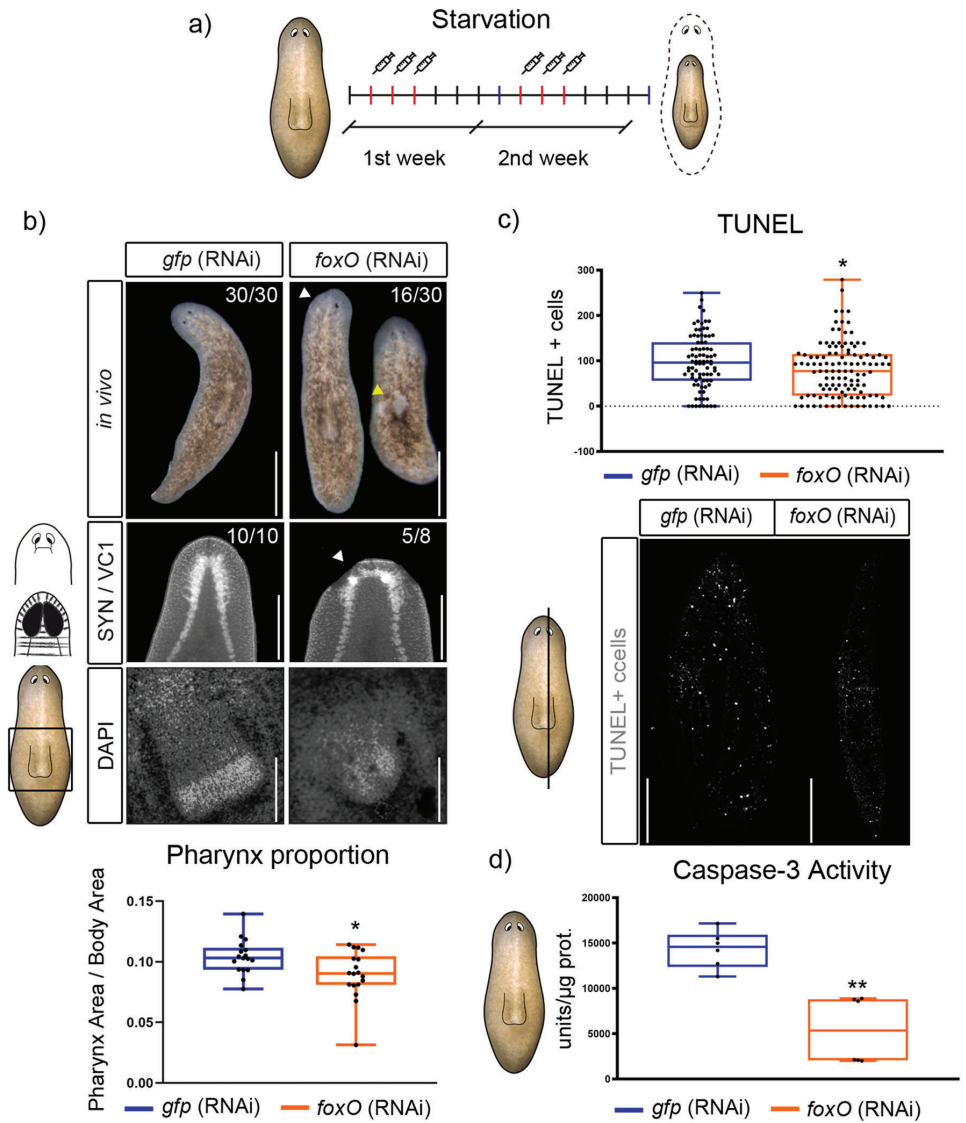 a)
Starvation
1st week
2nd week
b)
gfp (RNAi)
foxO (RNAi)
in vivo
30/30
16/30
SYN / VC1
10/10
5/8
DAPI
Pharynx proportion
Pharynx Area / Body Area
0.15
0.10
0.05
0.00
*
gfp (RNAi)
foxO (RNAi)
c)
TUNEL
TUNEL + cells
300
200
100
0
-100
*
gfp (RNAi)
foxO (RNAi)
gfp (RNAi)
foxO (RNAi)
TUNEL+ ccells
d)
Caspase-3 Activity
units/µg prot.
20000
15000
10000
5000
0
**
gfp (RNAi)
foxO (RNAi)